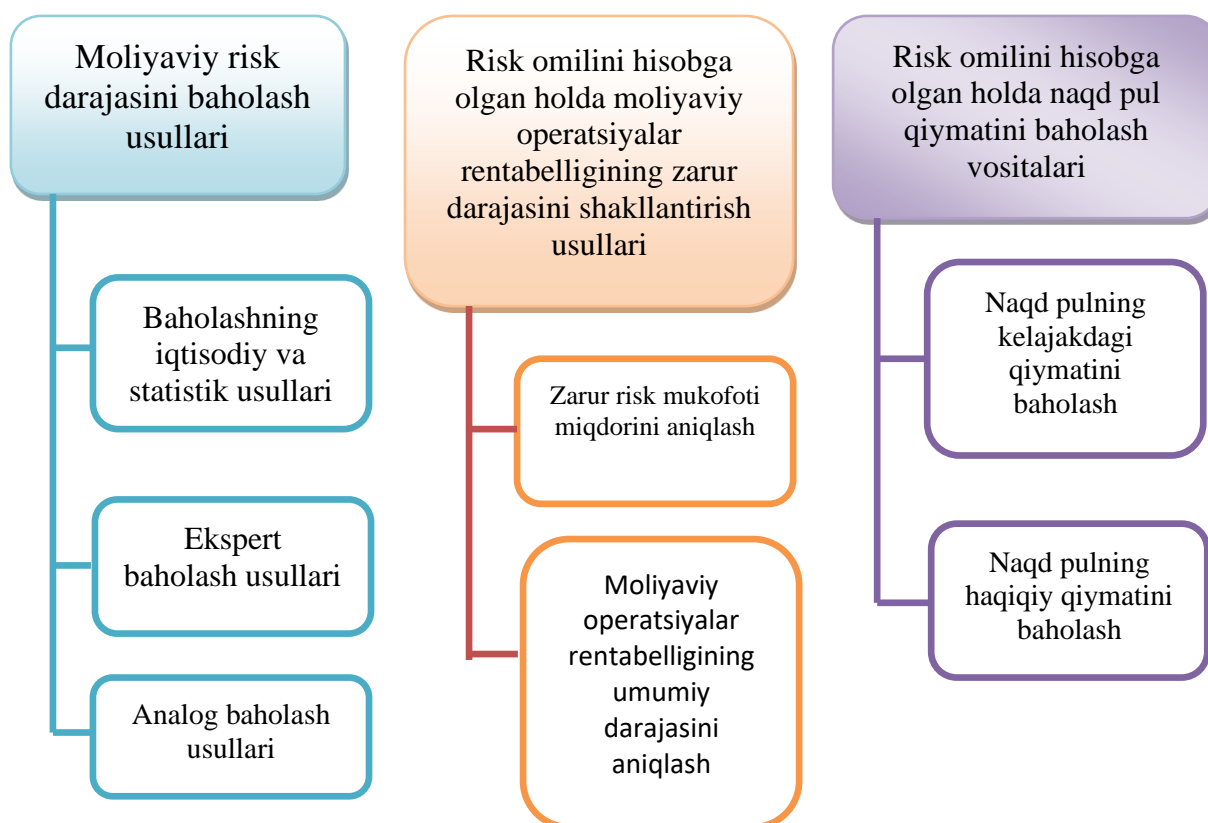 Moliyaviy risk
darajasini baholash
usullari
Baholashning
iqtisodiy va
statistik usullari
Ekspert
baholash usullari
Analog baholash
usullari
Risk omilini hisobga
olgan holda moliyaviy
operatsiyalar
rentabelligining zarur
darajasini shakllantirish
usullari
Zarur risk mukofoti
miqdorini aniqlash
Moliyaviy
operatsiyalar
rentabelligining
umumiy
darajasini
aniqlash
Risk omilini hisobga
olgan holda naqd pul
qiymatini baholash
vositalari
Naqd pulning
kelajakdagi
qiymatini
baholash
Naqd pulning
haqiqiy qiymatini
baholash